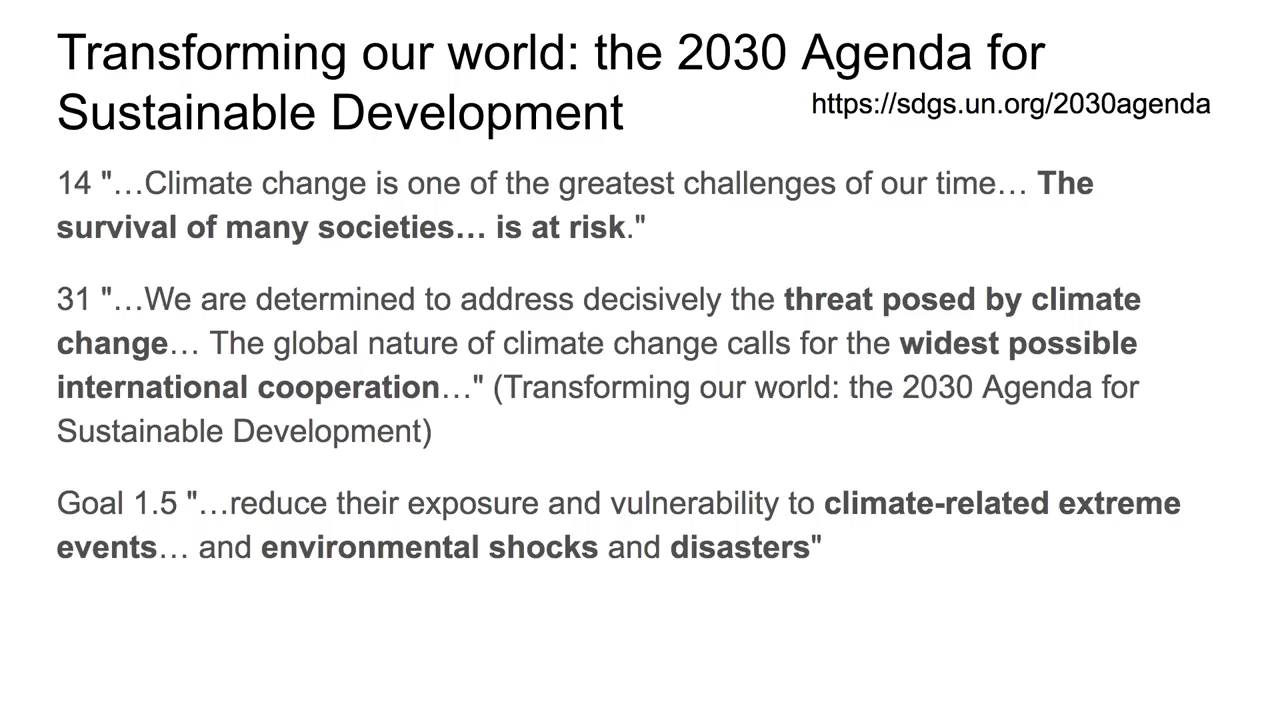 Transforming our world: the 2030 Agenda for
Sustainable Development
https://sdgs.un.org/2030agenda
14 "…Climate change is one of the greatest challenges of our time… The
survival of many societies… is at risk."
31 "…We are determined to address decisively the threat posed by climate
change… The global nature of climate change calls for the widest possible
international cooperation…" (Transforming our world: the 2030 Agenda for
Sustainable Development)
Goal 1.5 "…reduce their exposure and vulnerability to climate-related extreme
events… and environmental shocks and disasters"